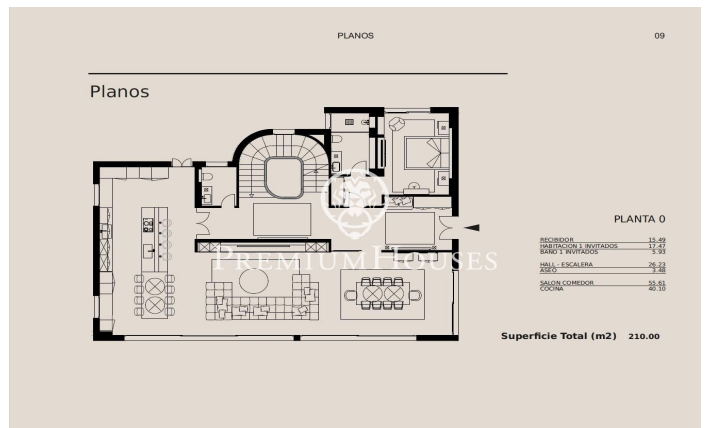 PLANOS 09
Planos
PREMIUM HOUSES
PLANTA 0
RECIBIDOR 15.49
HABITACION 1 INVITADOS 17.47
BAÑO 1 INVITADOS 5.93
HALL - ESCALERA 26.23
ASEO 3.48
SALON COMEDOR 55.61
COCINA 40.10
Superficie Total (m2) 210.00